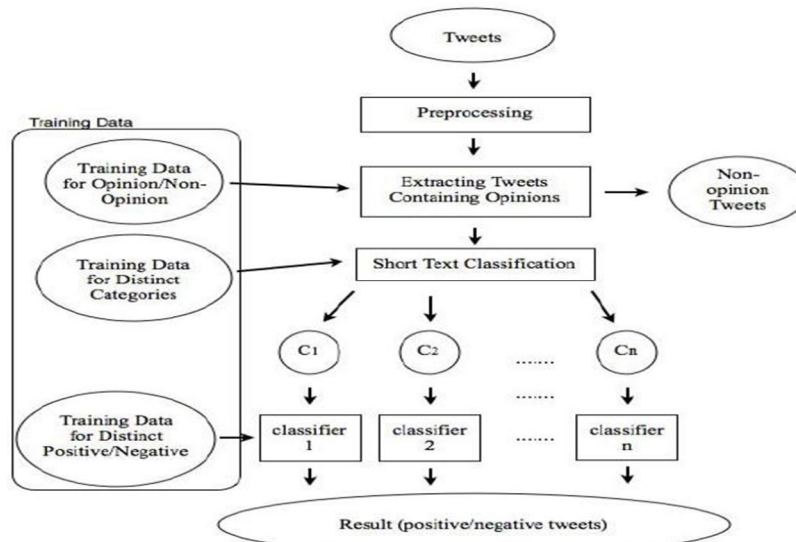 Tweets
Preprocessing
Training Data
Training Data
for Opinion/Non-
Opinion
Extracting Tweets
Containing Opinions
Non-
opinion
Tweets
Training Data
for Distinct
Categories
Short Text Classification
C1
C2
.......
Cn
.......
Training Data
for Distinct
Positive/Negative
classifier
1
classifier
2
.......
classifier
n
Result (positive/negative tweets)